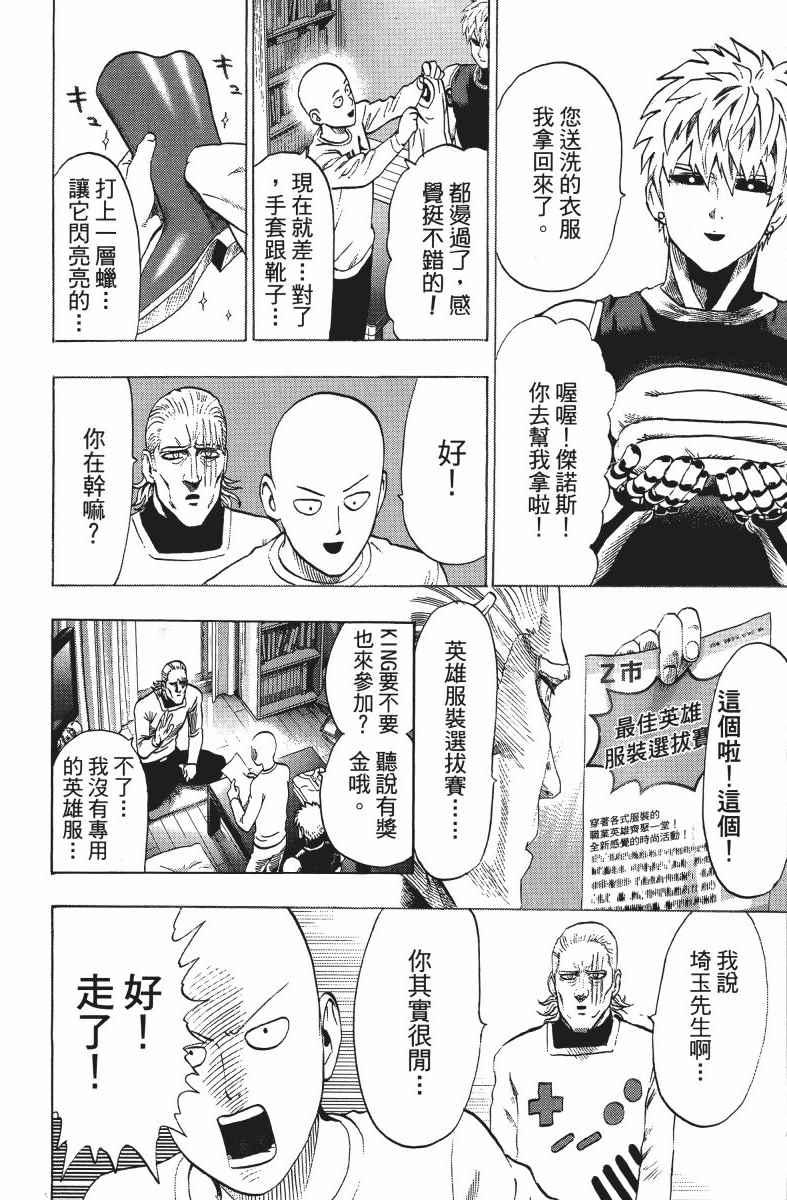 您送洗的衣服
我拿回來了。
喔喔！傑諾斯！
你去幫我拿啦！
都燙過了，感
覺挺不錯的！
現在就差…對了
，手套跟靴子…
キュ
キュ
打上一層蠟…
讓它閃亮亮的…
好！
你在幹嘛？
這個啦！這個！
Z市
最佳英雄
服裝選拔賽
穿著各式服裝的
職業英雄齊聚一堂！
全新感覺的時尚活動！
英雄服裝選拔賽……
KING要不要
也來參加？
聽說有獎
金哦。
不了…
我沒有專用
的英雄服…
我說
埼玉先生啊…
你其實很閒…
好！
走了！